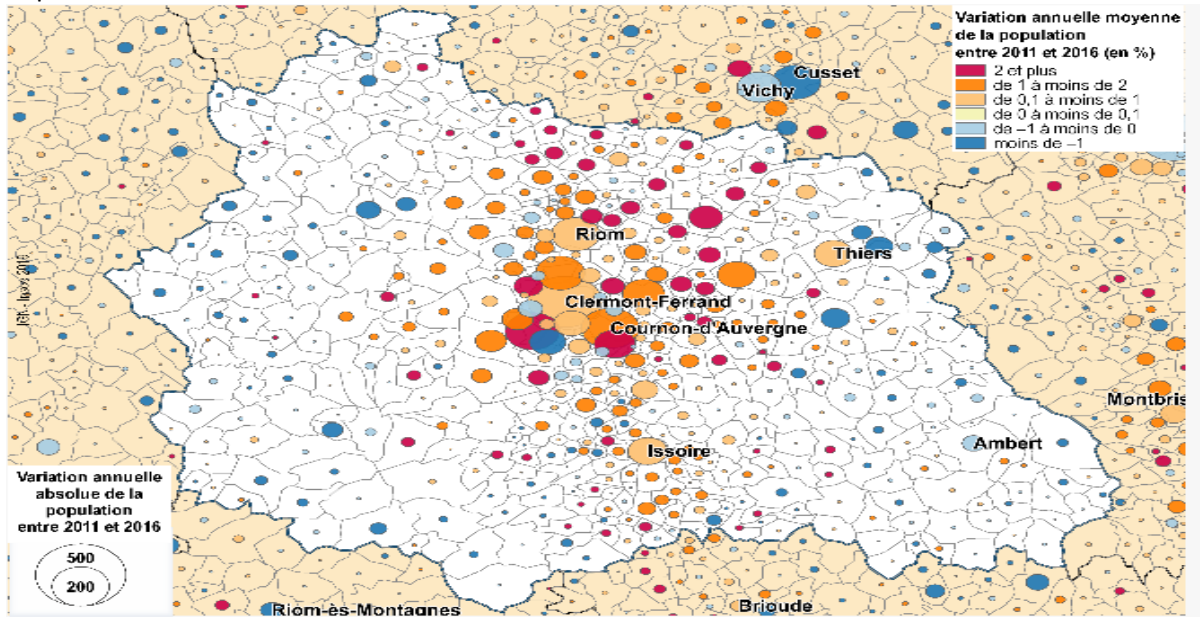 Variation annuelle moyenne
de la population
entre 2011 et 2016 (en %)
2 et plus
de 1 à moins de 2
de 0,1 à moins de 1
de 0 à moins de 0,1
de –1 à moins de 0
moins de –1
Cusset
Vichy
Riom
Thiers
Clermont-Ferrand
Cournon-d'Auvergne
Montbris
Ambert
Issoire
Variation annuelle
absolue de la
population
entre 2011 et 2016
500
200
Riom-ès-Montagnes
Brioude